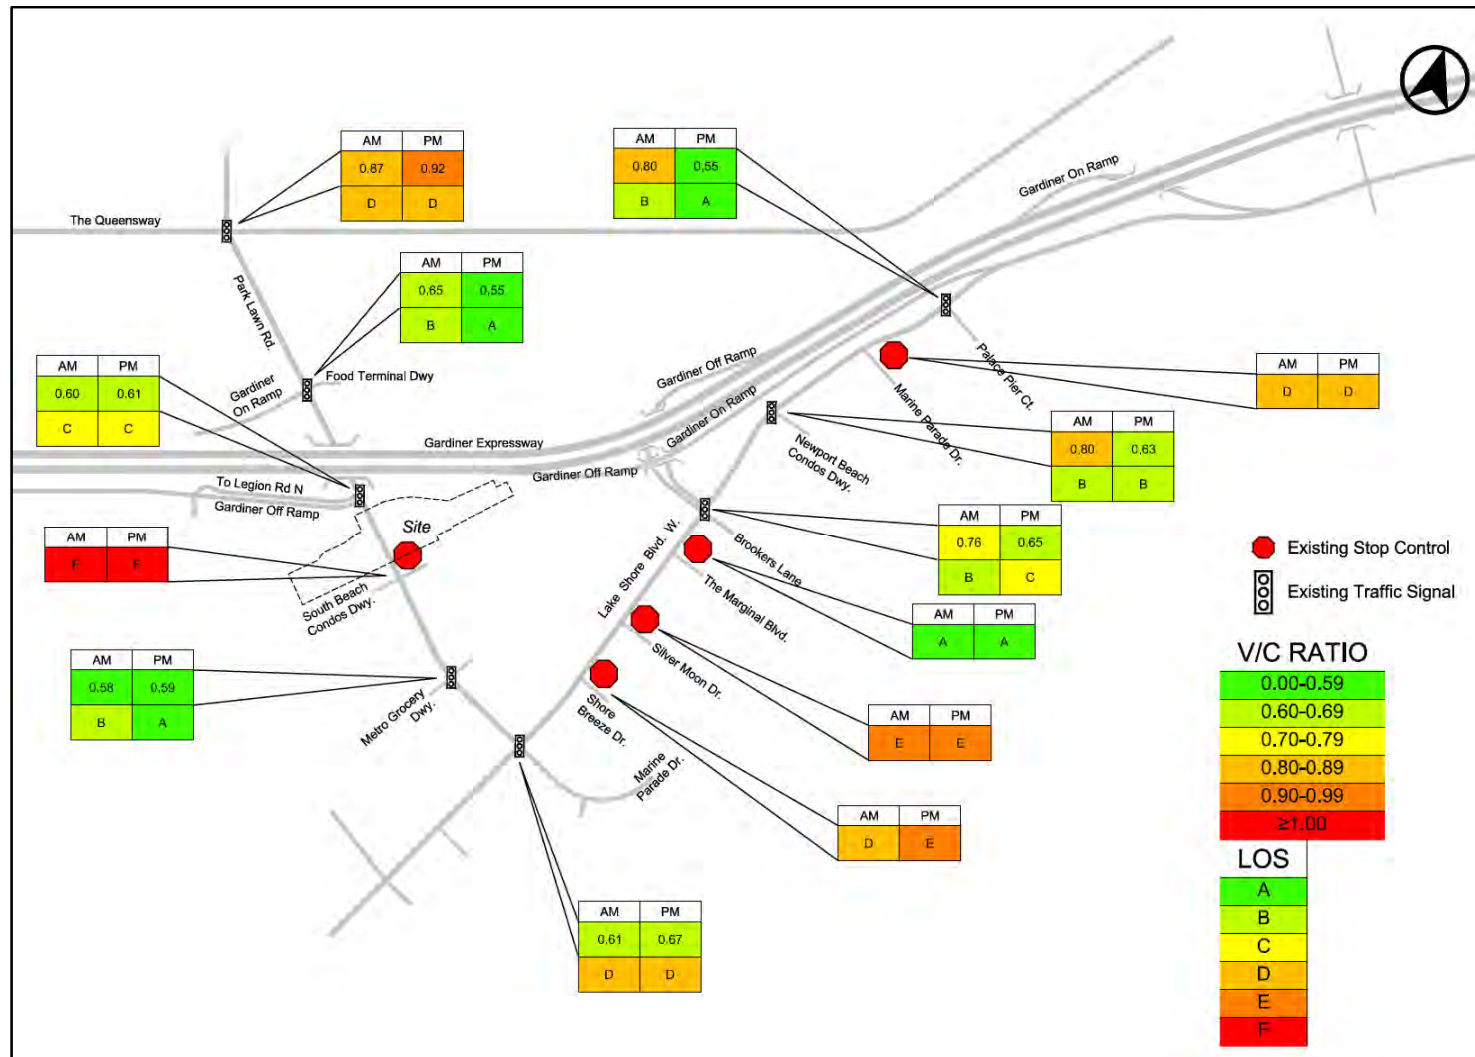 AM PM
0.87 0.92
D D
AM PM
0.80 0.55
B A
Gardiner On Ramp
The Queensway
AM PM
0.65 0.55
B A
Park Lawn Rd.
AM PM
0.60 0.61
C C
Gardiner
On Ramp
Food Terminal Dwy
Gardiner Off Ramp
Palace Pier Ct.
AM PM
D D
Gardiner On Ramp
Marine Parade Dr.
Gardiner Expressway
Newport Beach
Condos Dwy.
AM PM
0.80 0.63
B B
Gardiner Off Ramp
To Legion Rd N
Gardiner Off Ramp
Site
AM PM
F F
South Beach
Condos Dwy.
Lake Shore Blvd. W.
Brookers Lane
AM PM
0.76 0.65
B C
The Marginal Blvd.
AM PM
A A
Existing Stop Control
Existing Traffic Signal
Silver Moon Dr.
AM PM
0.58 0.59
B A
Metro Grocery
Dwy.
Shore
Breeze Dr.
AM PM
E E
Marine
Parade Dr.
AM PM
D E
AM PM
0.61 0.67
D D
V/C RATIO
0.00-0.59
0.60-0.69
0.70-0.79
0.80-0.89
0.90-0.99
≥1.00
LOS
A
B
C
D
E
F